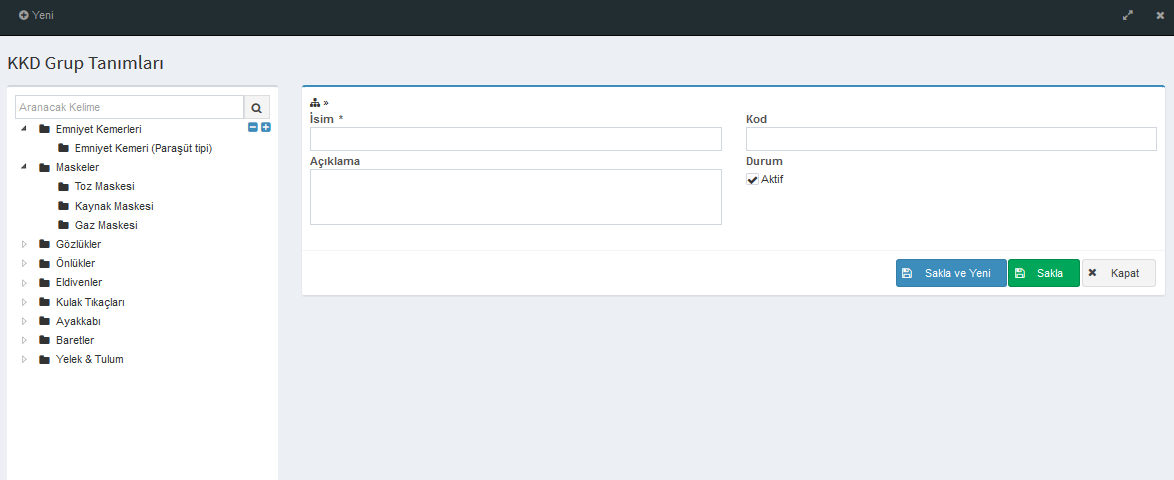 Yeni
KKD Grup Tanımları
Aranacak Kelime
Emniyet Kemerleri
Emniyet Kemeri (Paraşüt tipi)
Maskeler
Toz Maskesi
Kaynak Maskesi
Gaz Maskesi
Gözlükler
Önlükler
Eldivenler
Kulak Tıkaçları
Ayakkabı
Baretler
Yelek & Tulum
»
İsim *
Kod
Açıklama
Durum
Aktif
Sakla ve Yeni
Sakla
Kapat